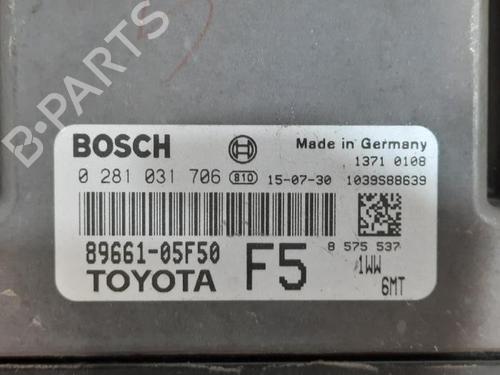 B-PARTS
BOSCH
Made in Germany
1371 0108
0 281 031 706 810 15-07-30 1039S88639
8 575 537
89661-05F50
TOYOTA
F5
1WW
6MT